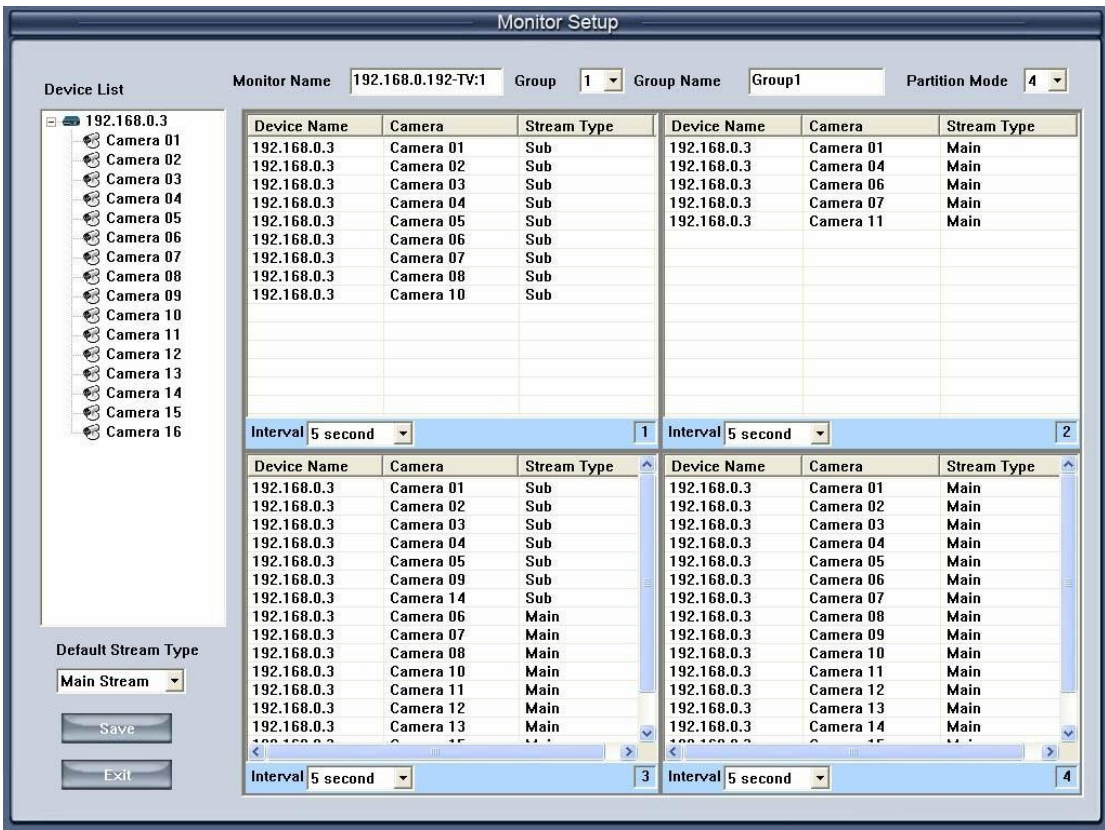 Monitor Setup
Monitor Name 192.168.0.192-TV:1 Group 1 Group Name Group1 Partition Mode 4
Device List
192.168.0.3
Camera 01
Camera 02
Camera 03
Camera 04
Camera 05
Camera 06
Camera 07
Camera 08
Camera 09
Camera 10
Camera 11
Camera 12
Camera 13
Camera 14
Camera 15
Camera 16
Default Stream Type
Main Stream
Save
Exit
Device Name Camera Stream Type
192.168.0.3 Camera 01 Sub
192.168.0.3 Camera 02 Sub
192.168.0.3 Camera 03 Sub
192.168.0.3 Camera 04 Sub
192.168.0.3 Camera 05 Sub
192.168.0.3 Camera 06 Sub
192.168.0.3 Camera 07 Sub
192.168.0.3 Camera 08 Sub
192.168.0.3 Camera 10 Sub
Interval 5 second 1
Device Name Camera Stream Type
192.168.0.3 Camera 01 Main
192.168.0.3 Camera 04 Main
192.168.0.3 Camera 06 Main
192.168.0.3 Camera 07 Main
192.168.0.3 Camera 11 Main
Interval 5 second 2
Device Name Camera Stream Type
192.168.0.3 Camera 01 Sub
192.168.0.3 Camera 02 Sub
192.168.0.3 Camera 03 Sub
192.168.0.3 Camera 04 Sub
192.168.0.3 Camera 05 Sub
192.168.0.3 Camera 09 Sub
192.168.0.3 Camera 14 Sub
192.168.0.3 Camera 06 Main
192.168.0.3 Camera 07 Main
192.168.0.3 Camera 08 Main
192.168.0.3 Camera 10 Main
192.168.0.3 Camera 11 Main
192.168.0.3 Camera 12 Main
192.168.0.3 Camera 13 Main
Interval 5 second 3
Device Name Camera Stream Type
192.168.0.3 Camera 01 Main
192.168.0.3 Camera 02 Main
192.168.0.3 Camera 03 Main
192.168.0.3 Camera 04 Main
192.168.0.3 Camera 05 Main
192.168.0.3 Camera 06 Main
192.168.0.3 Camera 07 Main
192.168.0.3 Camera 08 Main
192.168.0.3 Camera 09 Main
192.168.0.3 Camera 10 Main
192.168.0.3 Camera 11 Main
192.168.0.3 Camera 12 Main
192.168.0.3 Camera 13 Main
192.168.0.3 Camera 14 Main
Interval 5 second 4